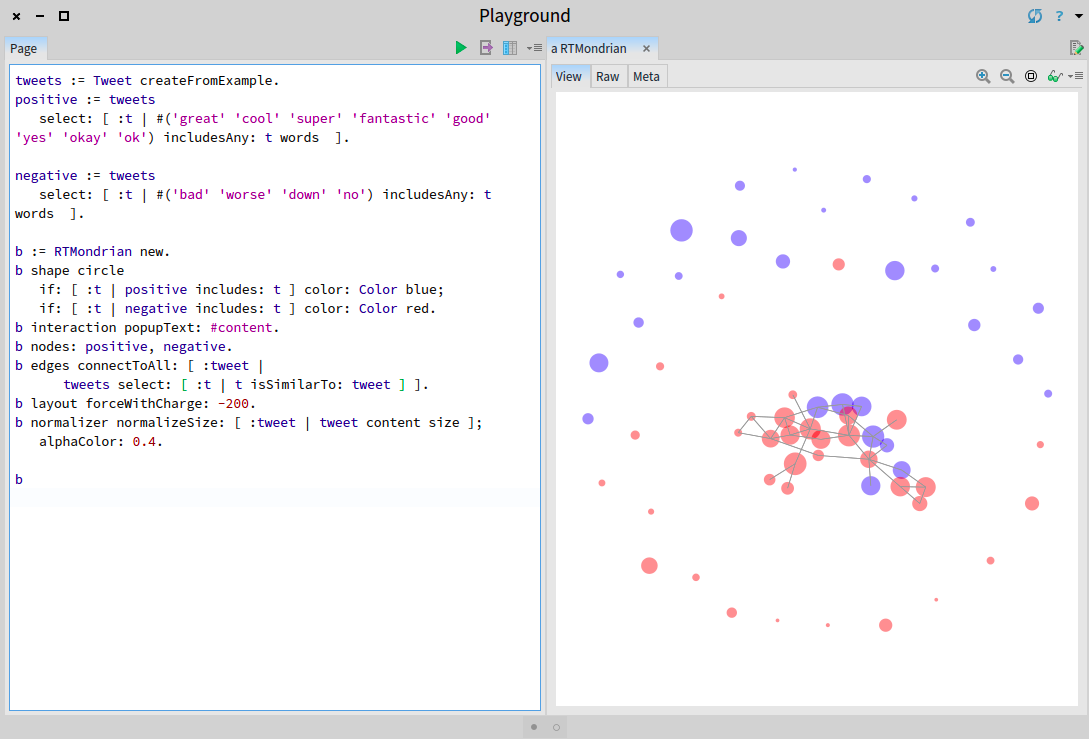 Playground
?
Page
a RTMondrian
View Raw Meta
tweets := Tweet createFromExample.
positive := tweets
select: [ :t | #('great' 'cool' 'super' 'fantastic' 'good'
'yes' 'okay' 'ok') includesAny: t words ].
negative := tweets
select: [ :t | #('bad' 'worse' 'down' 'no') includesAny: t
words ].
b := RTMondrian new.
b shape circle
if: [ :t | positive includes: t ] color: Color blue;
if: [ :t | negative includes: t ] color: Color red.
b interaction popupText: #content.
b nodes: positive, negative.
b edges connectToAll: [ :tweet |
tweets select: [ :t | t isSimilarTo: tweet ] ].
b layout forceWithCharge: -200.
b normalizer normalizeSize: [ :tweet | tweet content size ];
alphaColor: 0.4.
b